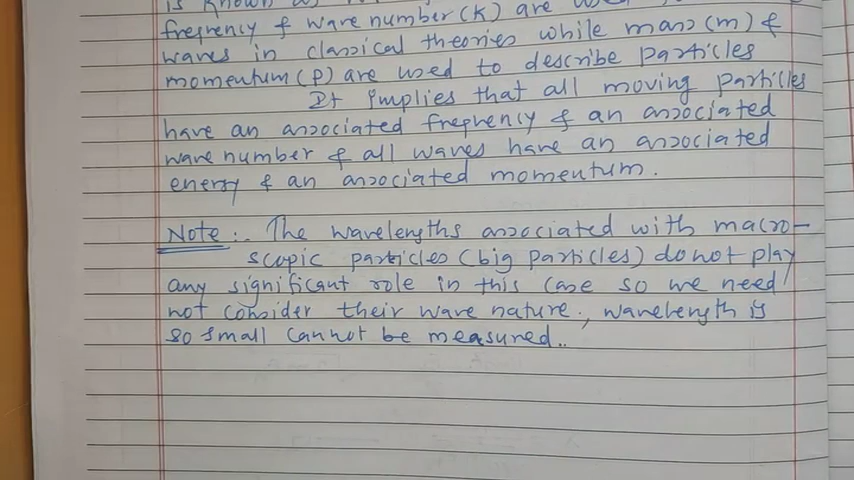 is known as
frequency & wave number (K) are
waves in classical theories while mass (m) &
momentum (p) are used to describe particles
It implies that all moving particles
have an associated frequency & an associated
wave number & all waves have an associated
energy & an associated momentum.
Note :- The wavelengths associated with macro-
scopic particles (big particles) do not play
any significant role in this case so we need
not consider their wave nature., wavelength is
so small cannot be measured..